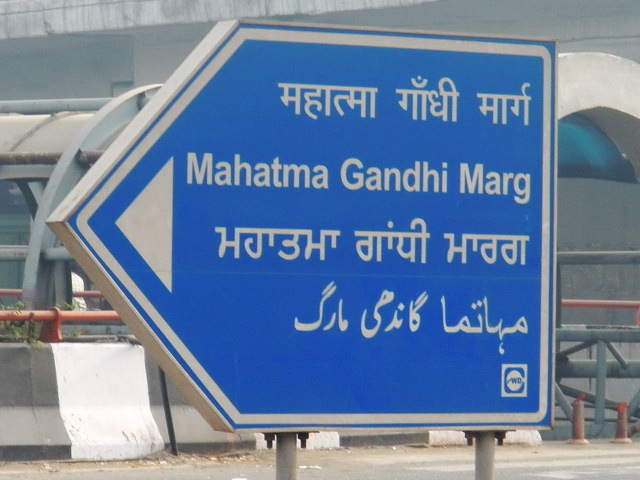 महात्मा गाँधी मार्ग
Mahatma Gandhi Marg
ਮਹਾਤਮਾ ਗਾਂਧੀ ਮਾਰਗ
مہاتما گاندھی مارگ